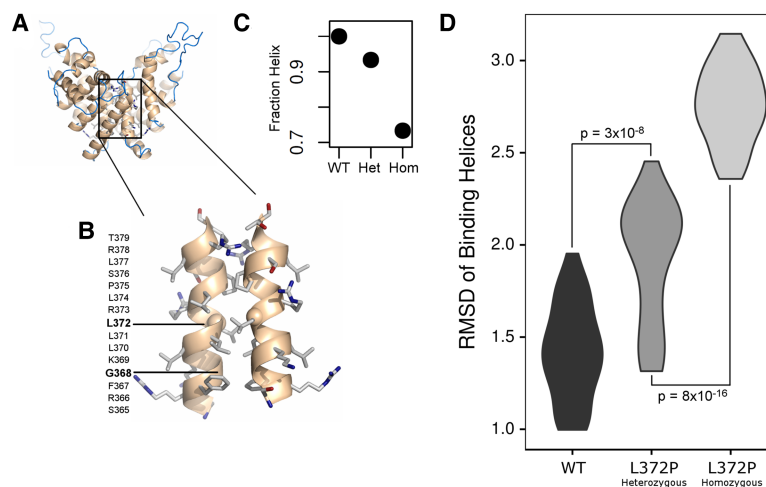 A
C
D
Fraction Helix
0.9
0.7
WT Het Hom
B
T379
R378
L377
S376
P375
L374
R373
L372
L371
L370
K369
G368
F367
R366
S365
RMSD of Binding Helices
3.0
2.5
2.0
1.5
1.0
p = 3x10-8
p = 8x10-16
WT
L372P
Heterozygous
L372P
Homozygous